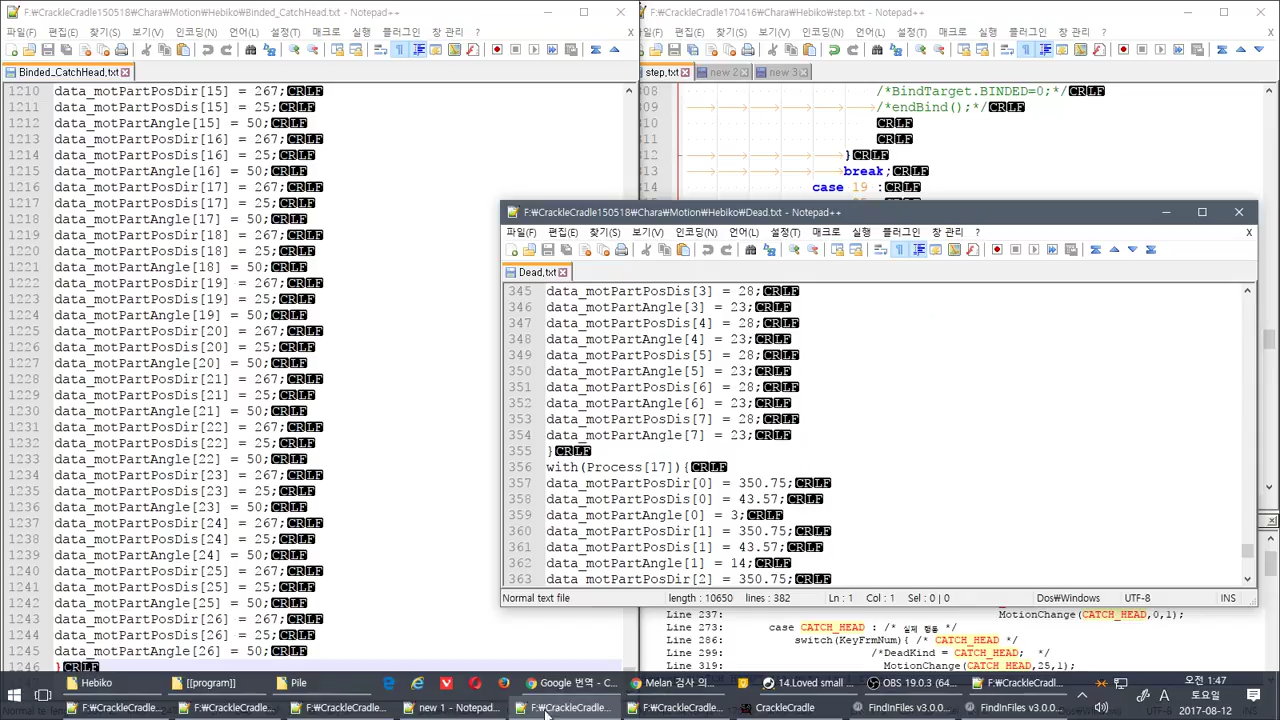 F:₩CrackleCradle150518₩Chara₩Motion₩Hebiko₩Binded_CatchHead.txt - Notepad++
파일(F) 편집(E) 찾기(S) 보기(V) 인코딩(N) 언어(L) 설정(T) 매크로 실행 플러그인 창 관리 ? X
Binded_CatchHead.txt
1210 data_motPartPosDir[15] = 267;CRLF
1211 data_motPartPosDis[15] = 25;CRLF
1212 data_motPartAngle[15] = 50;CRLF
1213 data_motPartPosDir[16] = 267;CRLF
1214 data_motPartPosDis[16] = 25;CRLF
1215 data_motPartAngle[16] = 50;CRLF
1216 data_motPartPosDir[17] = 267;CRLF
1217 data_motPartPosDis[17] = 25;CRLF
1218 data_motPartAngle[17] = 50;CRLF
1219 data_motPartPosDir[18] = 267;CRLF
1220 data_motPartPosDis[18] = 25;CRLF
1221 data_motPartAngle[18] = 50;CRLF
1222 data_motPartPosDir[19] = 267;CRLF
1223 data_motPartPosDis[19] = 25;CRLF
1224 data_motPartAngle[19] = 50;CRLF
1225 data_motPartPosDir[20] = 267;CRLF
1226 data_motPartPosDis[20] = 25;CRLF
1227 data_motPartAngle[20] = 50;CRLF
1228 data_motPartPosDir[21] = 267;CRLF
1229 data_motPartPosDis[21] = 25;CRLF
1230 data_motPartAngle[21] = 50;CRLF
1231 data_motPartPosDir[22] = 267;CRLF
1232 data_motPartPosDis[22] = 25;CRLF
1233 data_motPartAngle[22] = 50;CRLF
1234 data_motPartPosDir[23] = 267;CRLF
1235 data_motPartPosDis[23] = 25;CRLF
1236 data_motPartAngle[23] = 50;CRLF
1237 data_motPartPosDir[24] = 267;CRLF
1238 data_motPartPosDis[24] = 25;CRLF
1239 data_motPartAngle[24] = 50;CRLF
1240 data_motPartPosDir[25] = 267;CRLF
1241 data_motPartPosDis[25] = 25;CRLF
1242 data_motPartAngle[25] = 50;CRLF
1243 data_motPartPosDir[26] = 267;CRLF
1244 data_motPartPosDis[26] = 25;CRLF
1245 data_motPartAngle[26] = 50;CRLF
1246 }CRLF
F:₩CrackleCradle170416₩Chara₩Hebiko₩step.txt - Notepad++
파일(F) 편집(E) 찾기(S) 보기(V) 인코딩(N) 언어(L) 설정(T) 매크로 실행 플러그인 창 관리 ? X
step.txt new 2 new 3
308 /*BindTarget.BINDED=0;*/CRLF
309 /*endBind();*/CRLF
310 CRLF
311 CRLF
312 }CRLF
313 break;CRLF
314 case 19 :CRLF
F:₩CrackleCradle150518₩Chara₩Motion₩Hebiko₩Dead.txt - Notepad++
파일(F) 편집(E) 찾기(S) 보기(V) 인코딩(N) 언어(L) 설정(T) 매크로 실행 플러그인 창 관리 ? X
Dead.txt
345 data_motPartPosDis[3] = 28;CRLF
346 data_motPartAngle[3] = 23;CRLF
347 data_motPartPosDis[4] = 28;CRLF
348 data_motPartAngle[4] = 23;CRLF
349 data_motPartPosDis[5] = 28;CRLF
350 data_motPartAngle[5] = 23;CRLF
351 data_motPartPosDis[6] = 28;CRLF
352 data_motPartAngle[6] = 23;CRLF
353 data_motPartPosDis[7] = 28;CRLF
354 data_motPartAngle[7] = 23;CRLF
355 }CRLF
356 with(Process[17]){CRLF
357 data_motPartPosDir[0] = 350.75;CRLF
358 data_motPartPosDis[0] = 43.57;CRLF
359 data_motPartAngle[0] = 3;CRLF
360 data_motPartPosDir[1] = 350.75;CRLF
361 data_motPartPosDis[1] = 43.57;CRLF
362 data_motPartAngle[1] = 14;CRLF
363 data_motPartPosDir[2] = 350.75;CRLF
Normal text file length : 10650 lines : 382 Ln : 1 Col : 1 Sel : 0 | 0 Dos₩Windows UTF-8 INS
Line 237: MotionChange(CATCH_HEAD,0,1);
Line 273: case CATCH_HEAD : /* 실제 행동 */
Line 286: switch(KeyFrmNum){ /* CATCH_HEAD */
Line 299: /*DeadKind = CATCH_HEAD; */
Line 319: MotionChange(CATCH_HEAD,25,1);
Hebiko [[program]] Pile Google 번역 - C... Melan 검사 의... 14.Loved small ... OBS 19.0.3 (64... F:₩CrackleCradl... 오후 1:47
토요일
F:₩CrackleCradle... F:₩CrackleCradle... F:₩CrackleCradle... new 1 - Notepad... F:₩CrackleCradle... F:₩CrackleCradle... CrackleCradle FindInFiles v3.0.0... FindInFiles v3.0.0... A 2017-08-12